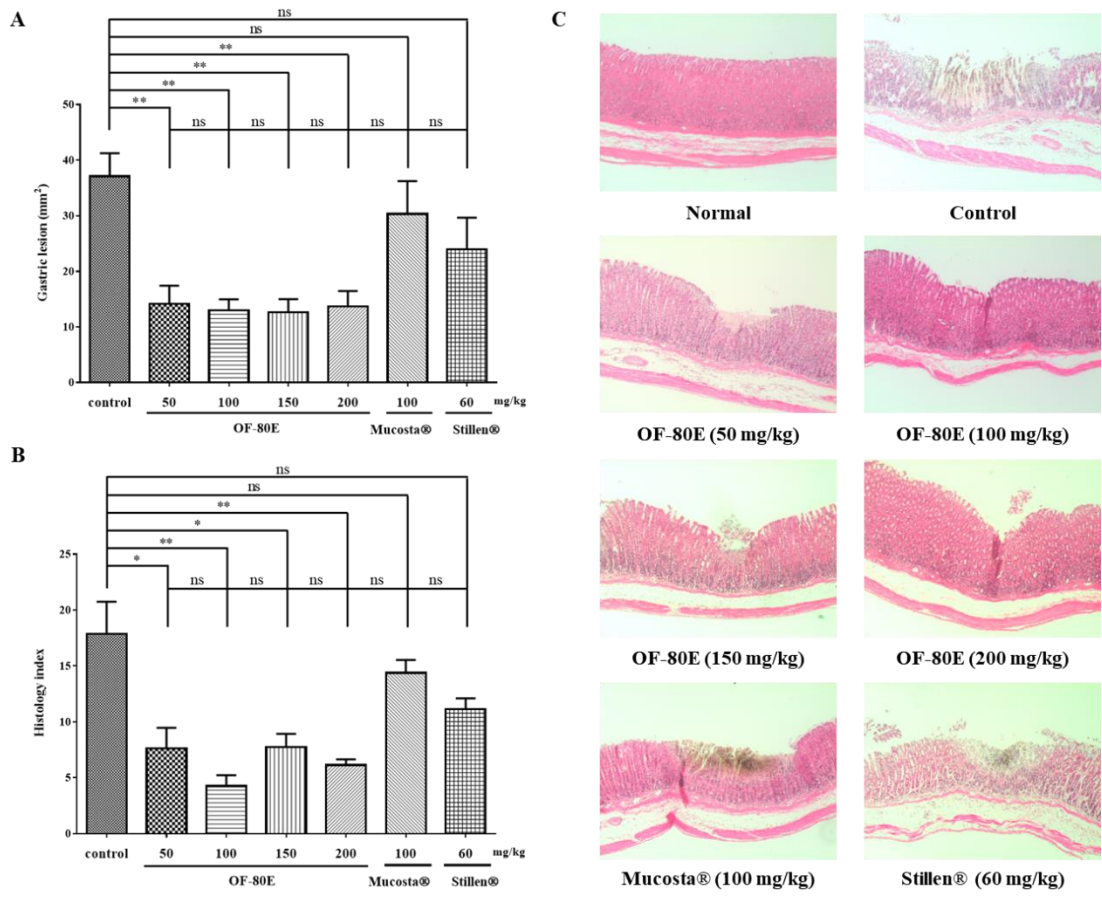 A
ns
ns
**
**
**
**
ns ns ns ns ns
50
40
30
20
10
0
Gastric lesion (mm²)
control 50 100 150 200 100 60 mg/kg
OF-80E Mucosta® Stillen®
B
ns
ns
**
*
**
*
ns ns ns ns ns
25
20
15
10
5
0
Histology index
control 50 100 150 200 100 60 mg/kg
OF-80E Mucosta® Stillen®
C
Normal Control
OF-80E (50 mg/kg) OF-80E (100 mg/kg)
OF-80E (150 mg/kg) OF-80E (200 mg/kg)
Mucosta® (100 mg/kg) Stillen® (60 mg/kg)